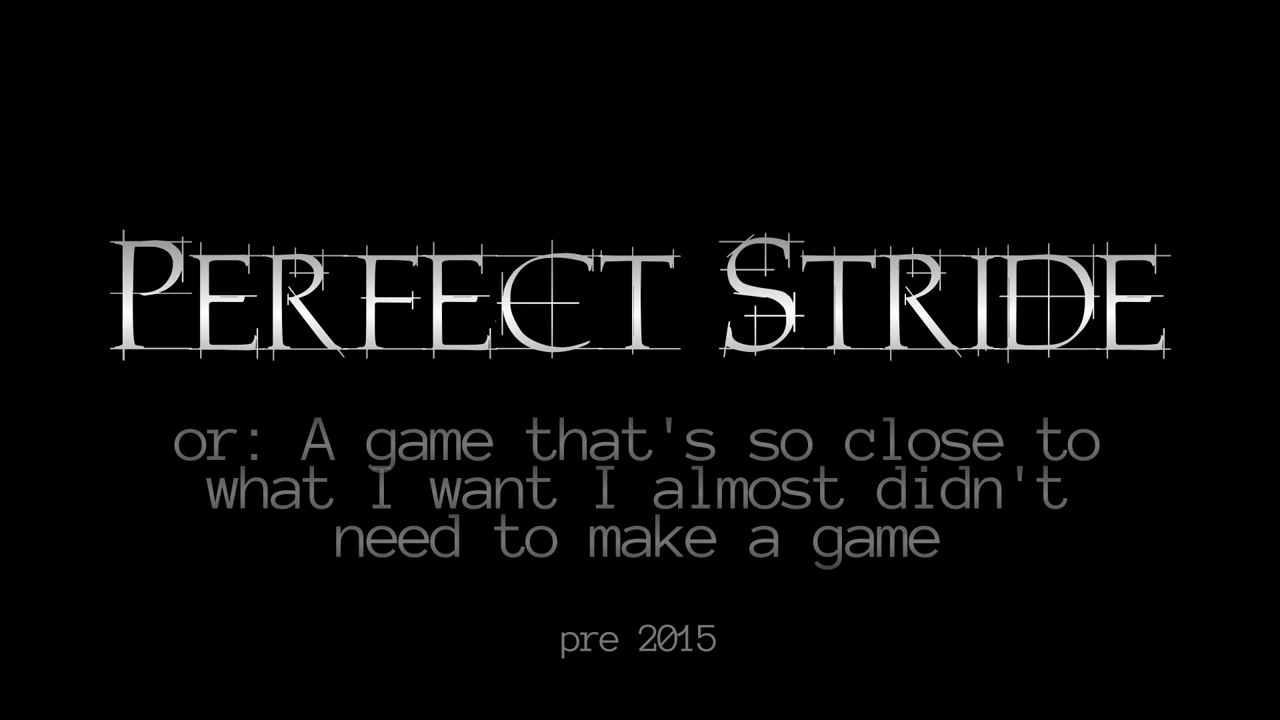 PERFECT STRIDE
or: A game that's so close to
what I want I almost didn't
need to make a game
pre 2015